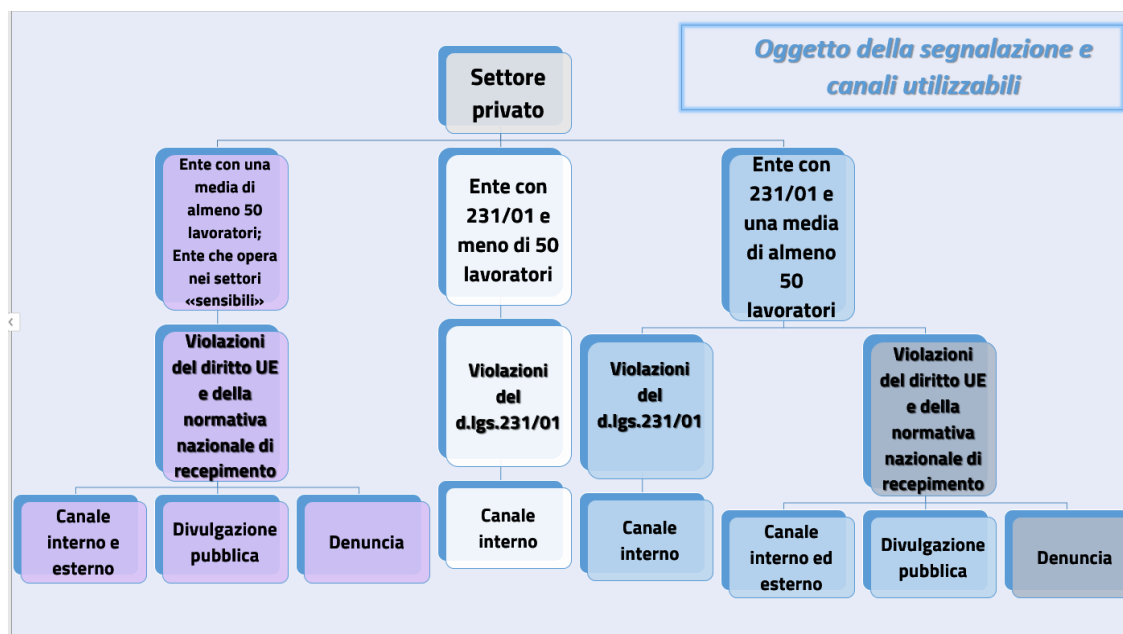 Oggetto della segnalazione e
canali utilizzabili
Settore
privato
Ente con una
media di
almeno 50
lavoratori;
Ente che opera
nei settori
«sensibili»
Ente con
231/01 e
meno di 50
lavoratori
Ente con
231/01 e
una media
di almeno
50
lavoratori
Violazioni
del diritto UE
e della
normativa
nazionale di
recepimento
Violazioni
del
d.lgs.231/01
Violazioni
del
d.lgs.231/01
Violazioni
del diritto UE
e della
normativa
nazionale di
recepimento
Canale
interno e
esterno
Divulgazione
pubblica
Denuncia
Canale
interno
Canale
interno
Canale
interno ed
esterno
Divulgazione
pubblica
Denuncia